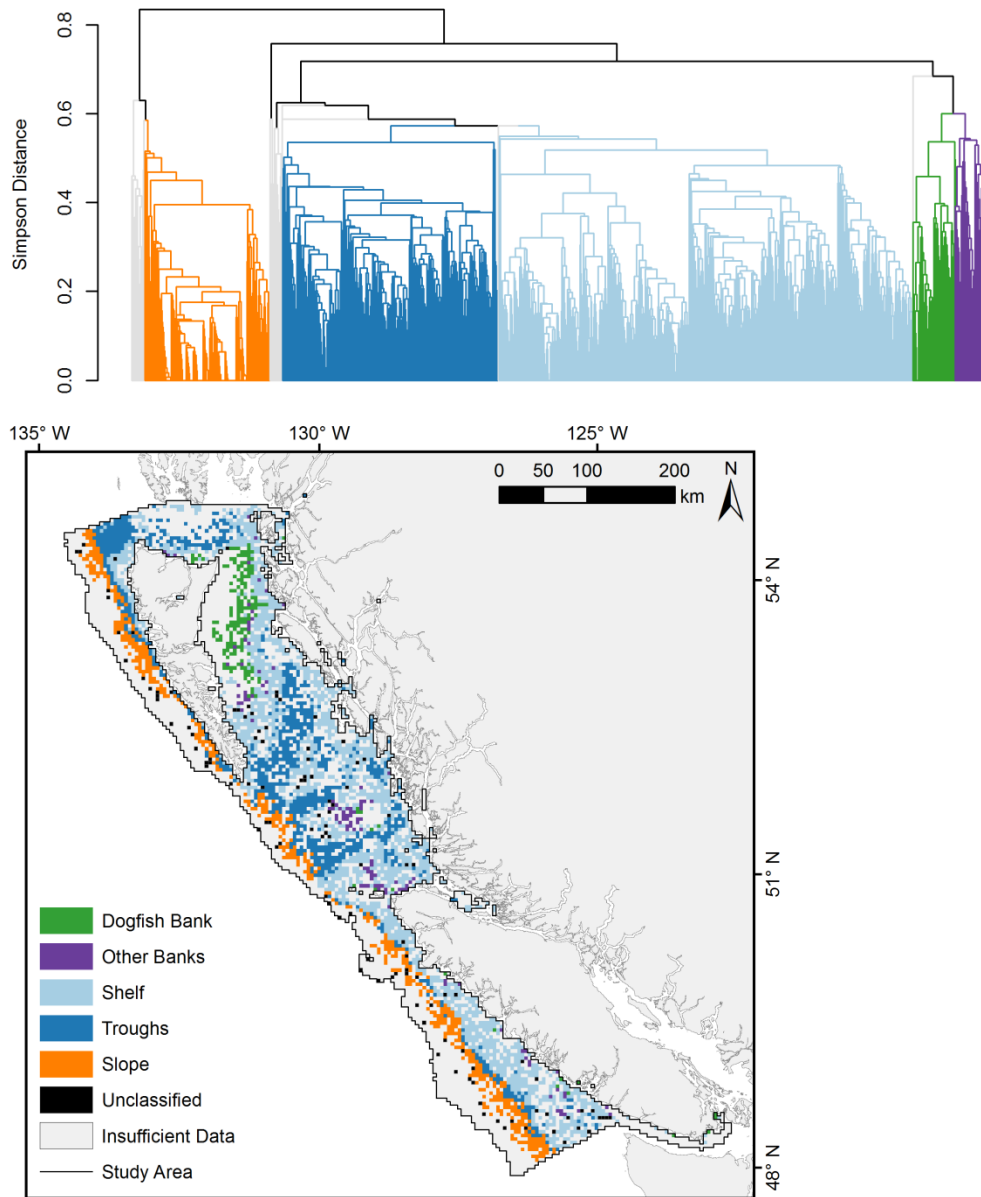 0.8
0.6
0.4
0.2
0.0
Simpson Distance
135° W
130° W
125° W
0 50 100 200
km
N
54° N
51° N
48° N
Dogfish Bank
Other Banks
Shelf
Troughs
Slope
Unclassified
Insufficient Data
Study Area